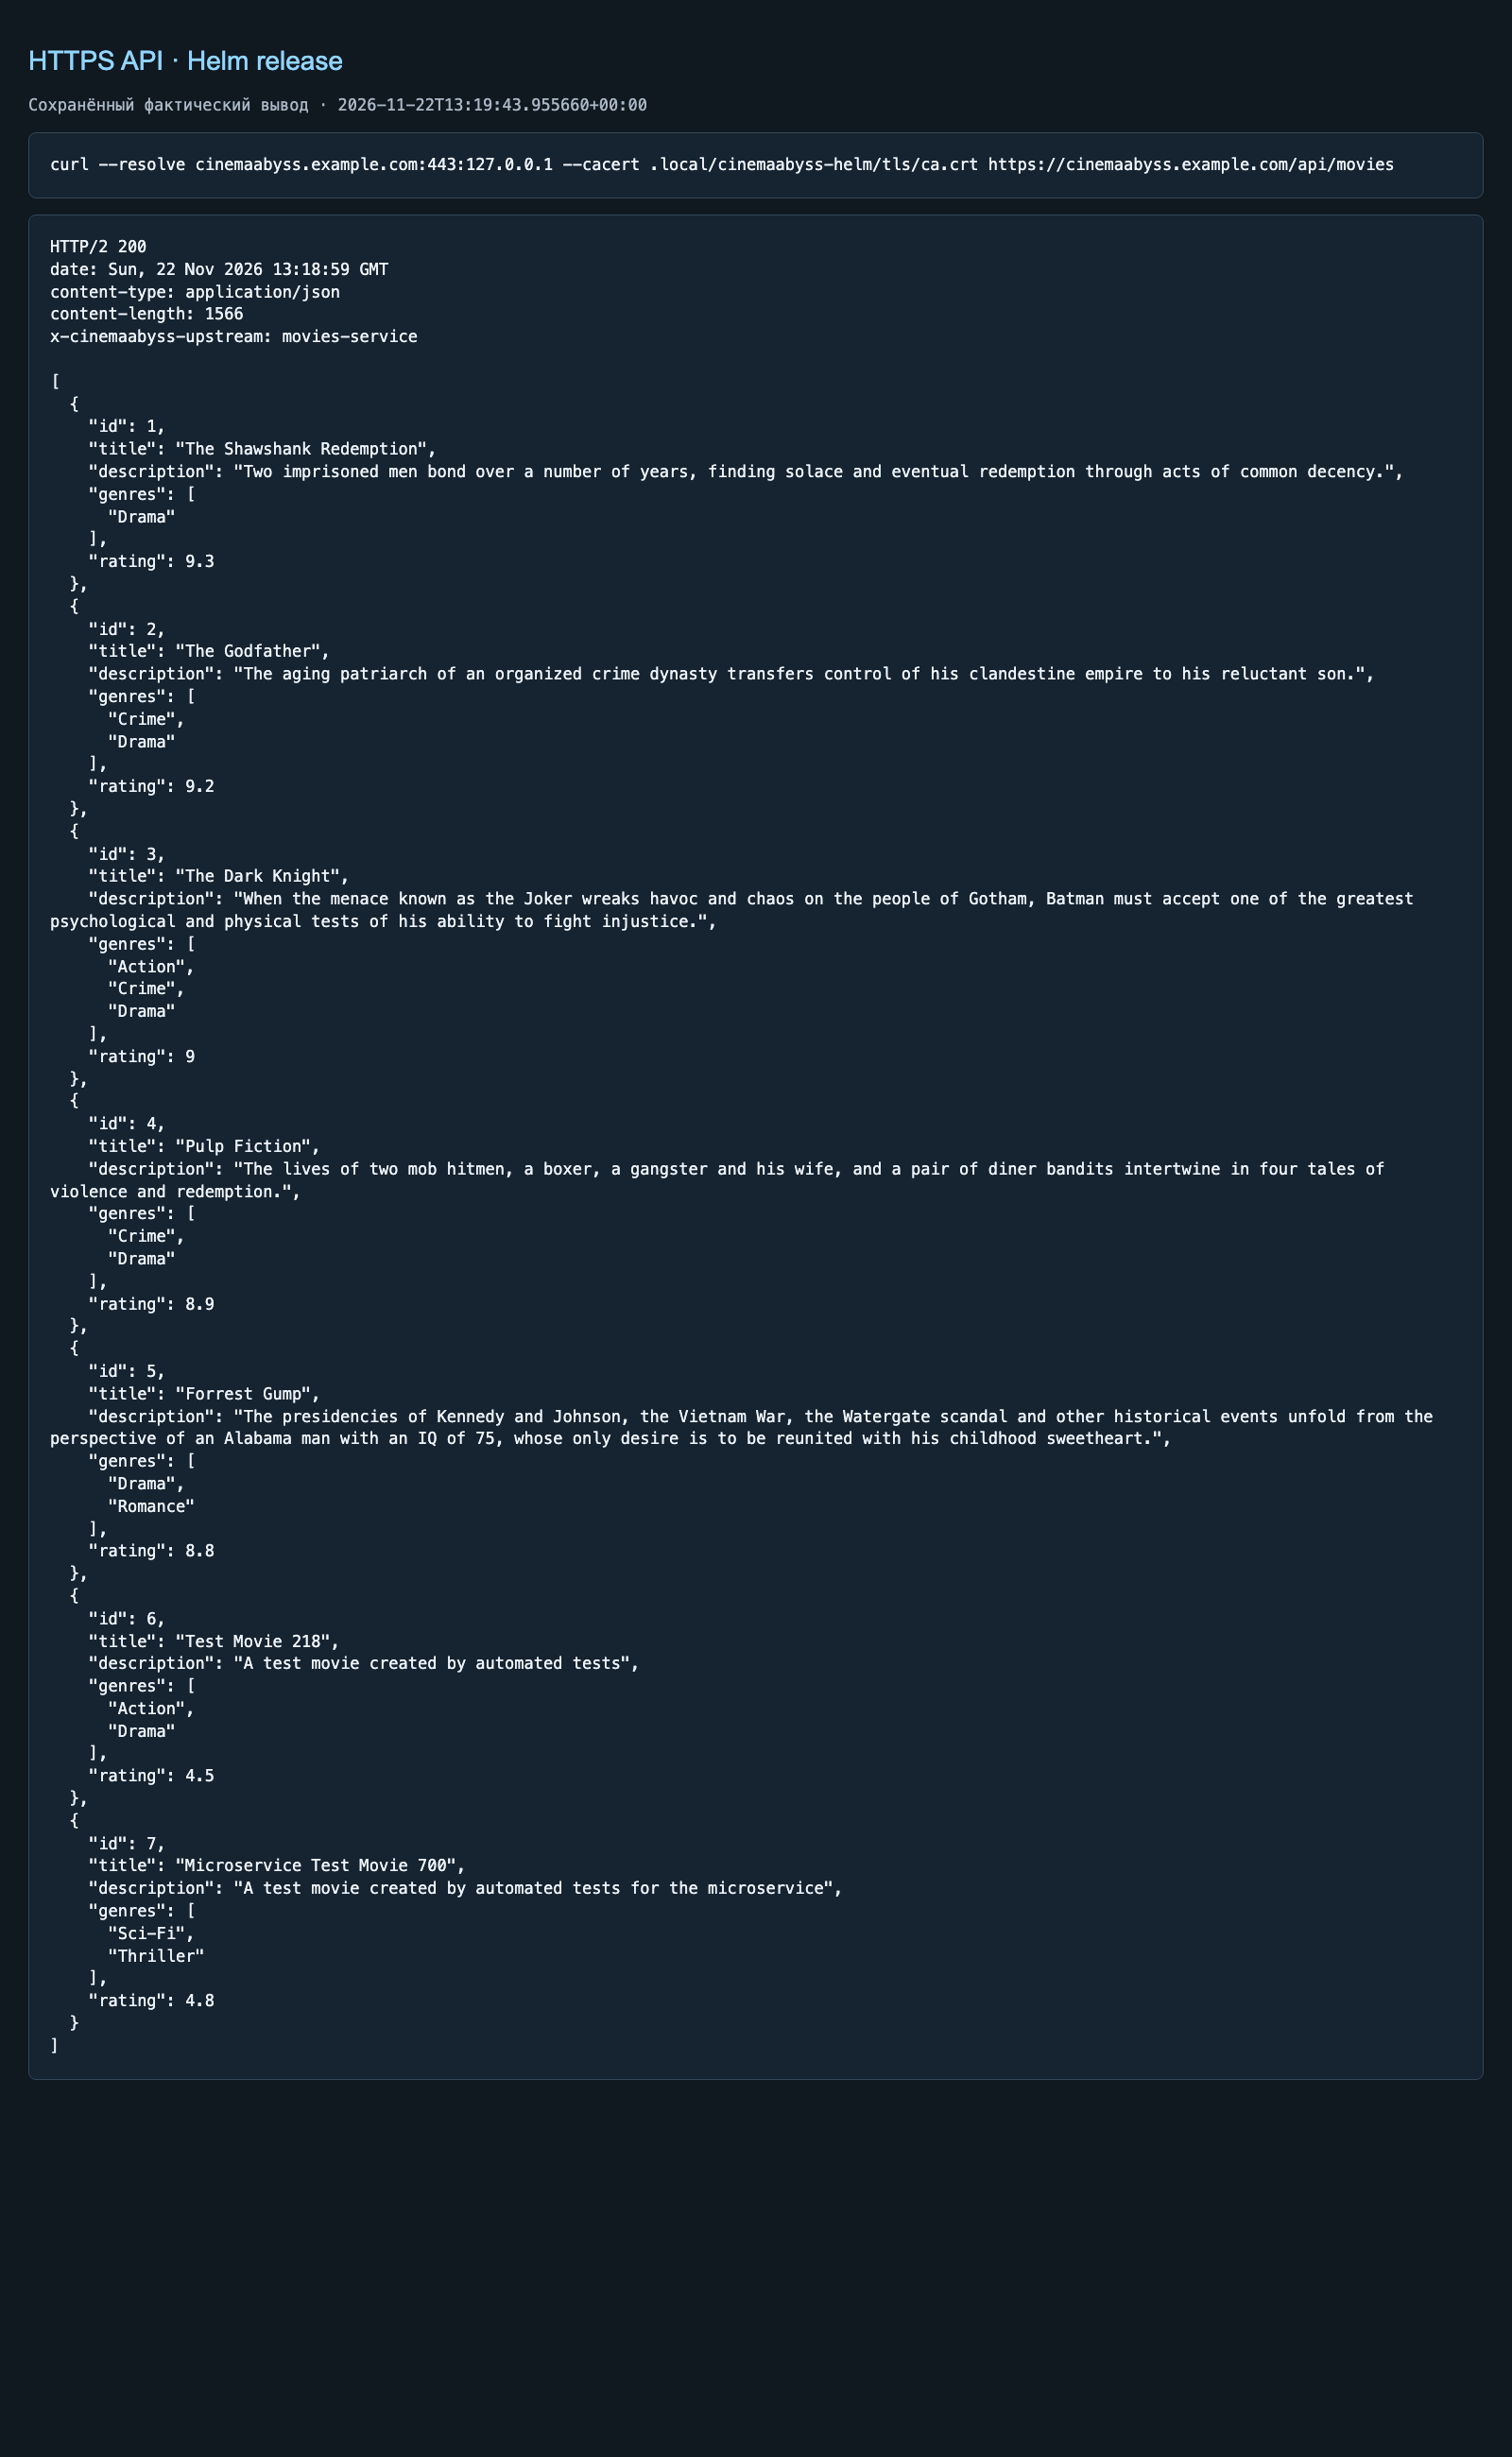 HTTPS API · Helm release
Сохранённый фактический вывод · 2026-11-22T13:19:43.955660+00:00
curl --resolve cinemaabyss.example.com:443:127.0.0.1 --cacert .local/cinemaabyss-helm/tls/ca.crt https://cinemaabyss.example.com/api/movies
HTTP/2 200
date: Sun, 22 Nov 2026 13:18:59 GMT
content-type: application/json
content-length: 1566
x-cinemaabyss-upstream: movies-service

[
  {
    "id": 1,
    "title": "The Shawshank Redemption",
    "description": "Two imprisoned men bond over a number of years, finding solace and eventual redemption through acts of common decency.",
    "genres": [
      "Drama"
    ],
    "rating": 9.3
  },
  {
    "id": 2,
    "title": "The Godfather",
    "description": "The aging patriarch of an organized crime dynasty transfers control of his clandestine empire to his reluctant son.",
    "genres": [
      "Crime",
      "Drama"
    ],
    "rating": 9.2
  },
  {
    "id": 3,
    "title": "The Dark Knight",
    "description": "When the menace known as the Joker wreaks havoc and chaos on the people of Gotham, Batman must accept one of the greatest
psychological and physical tests of his ability to fight injustice.",
    "genres": [
      "Action",
      "Crime",
      "Drama"
    ],
    "rating": 9
  },
  {
    "id": 4,
    "title": "Pulp Fiction",
    "description": "The lives of two mob hitmen, a boxer, a gangster and his wife, and a pair of diner bandits intertwine in four tales of
violence and redemption.",
    "genres": [
      "Crime",
      "Drama"
    ],
    "rating": 8.9
  },
  {
    "id": 5,
    "title": "Forrest Gump",
    "description": "The presidencies of Kennedy and Johnson, the Vietnam War, the Watergate scandal and other historical events unfold from the
perspective of an Alabama man with an IQ of 75, whose only desire is to be reunited with his childhood sweetheart.",
    "genres": [
      "Drama",
      "Romance"
    ],
    "rating": 8.8
  },
  {
    "id": 6,
    "title": "Test Movie 218",
    "description": "A test movie created by automated tests",
    "genres": [
      "Action",
      "Drama"
    ],
    "rating": 4.5
  },
  {
    "id": 7,
    "title": "Microservice Test Movie 700",
    "description": "A test movie created by automated tests for the microservice",
    "genres": [
      "Sci-Fi",
      "Thriller"
    ],
    "rating": 4.8
  }
]